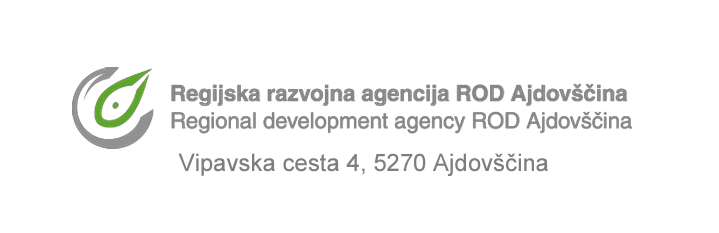 Regijska razvojna agencija ROD Ajdovščina
Regional development agency ROD Ajdovščina
Vipavska cesta 4, 5270 Ajdovščina